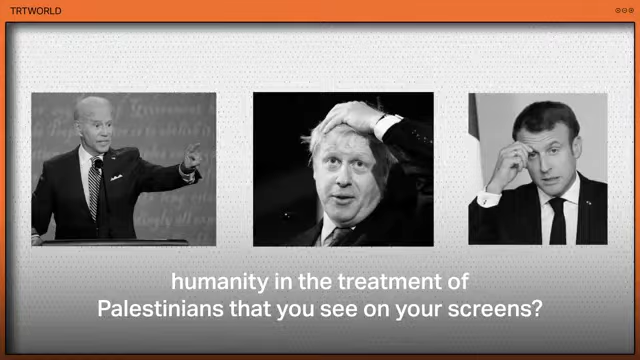 TRTWORLD
humanity in the treatment of
Palestinians that you see on your screens?